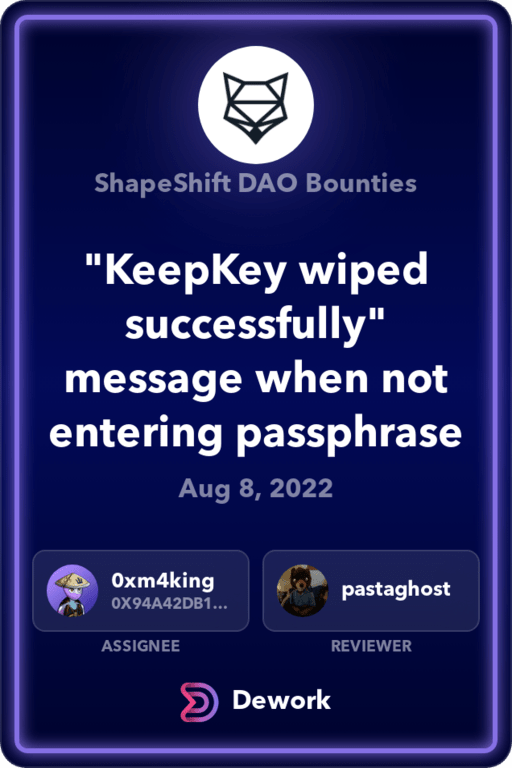 ShapeShift DAO Bounties
"KeepKey wiped
successfully"
message when not
entering passphrase
Aug 8, 2022
0xm4king
0X94A42DB1...
pastaghost
ASSIGNEE
REVIEWER
Dework